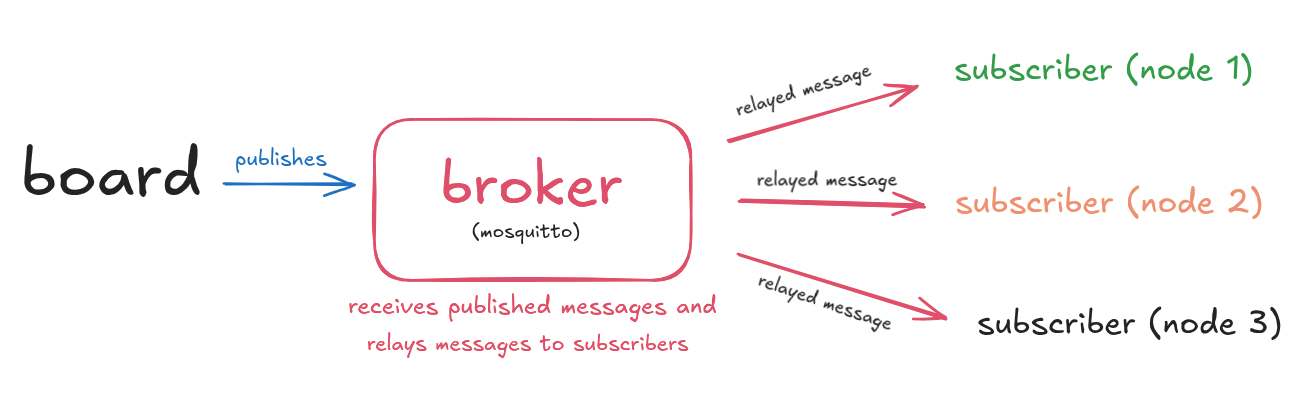 board
publishes
broker
(mosquitto)
receives published messages and
relays messages to subscribers
relayed message
subscriber (node 1)
relayed message
subscriber (node 2)
relayed message
subscriber (node 3)